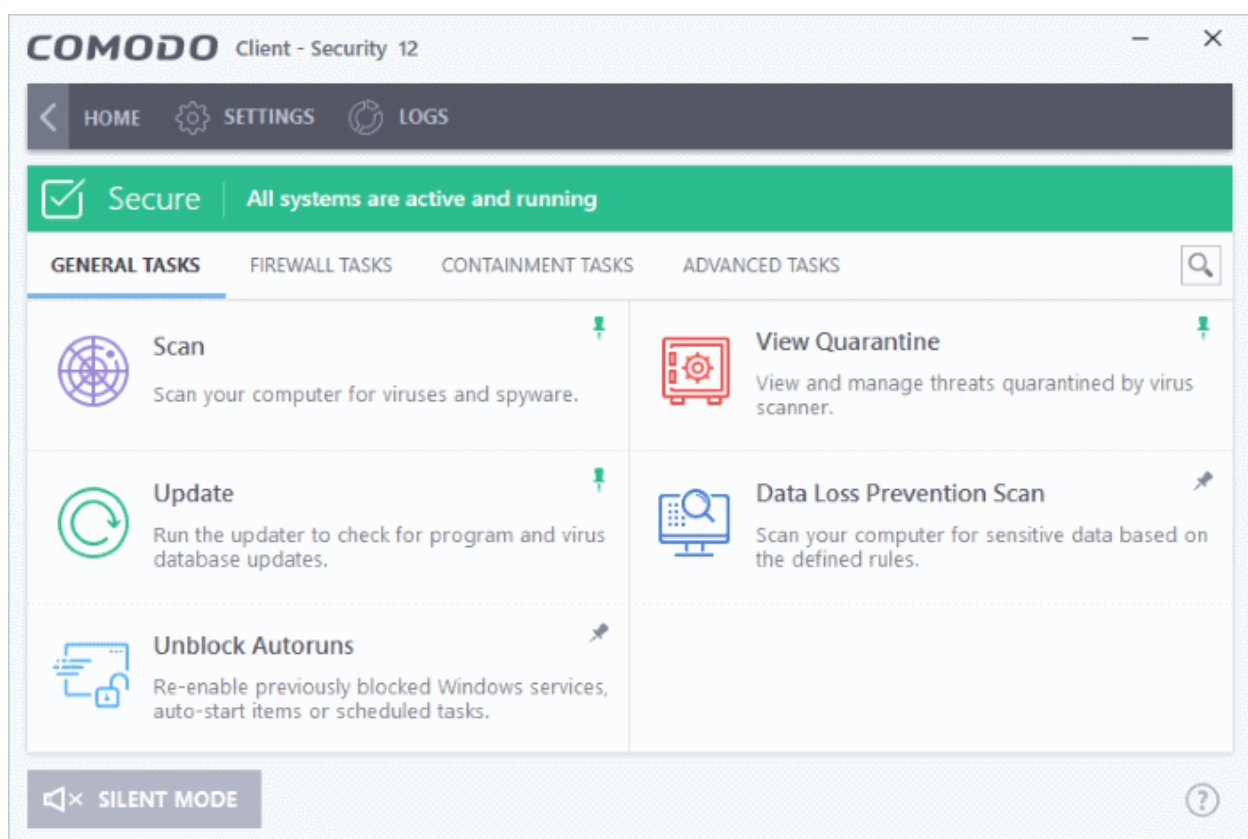 COMODO Client - Security 12
HOME SETTINGS LOGS
Secure All systems are active and running
GENERAL TASKS FIREWALL TASKS CONTAINMENT TASKS ADVANCED TASKS
Scan
Scan your computer for viruses and spyware.
View Quarantine
View and manage threats quarantined by virus
scanner.
Update
Run the updater to check for program and virus
database updates.
Data Loss Prevention Scan
Scan your computer for sensitive data based on
the defined rules.
Unblock Autoruns
Re-enable previously blocked Windows services,
auto-start items or scheduled tasks.
SILENT MODE
?